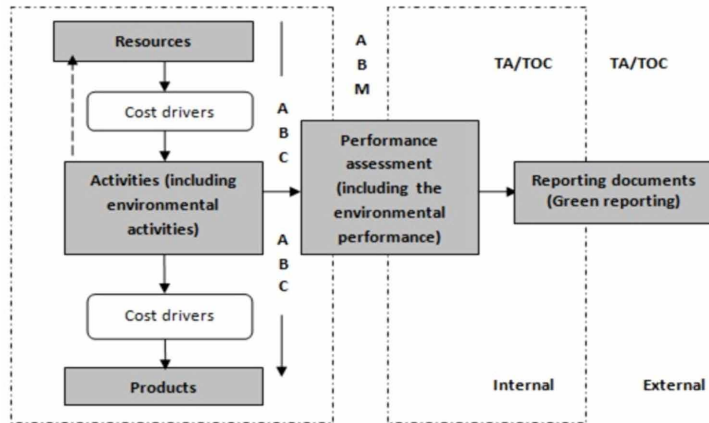 Resources
Cost drivers
Activities (including
environmental
activities)
Cost drivers
Products
A
B
C
A
B
C
A
B
M
Performance
assessment
(including the
environmental
performance)
TA/TOC
TA/TOC
Reporting documents
(Green reporting)
Internal
External